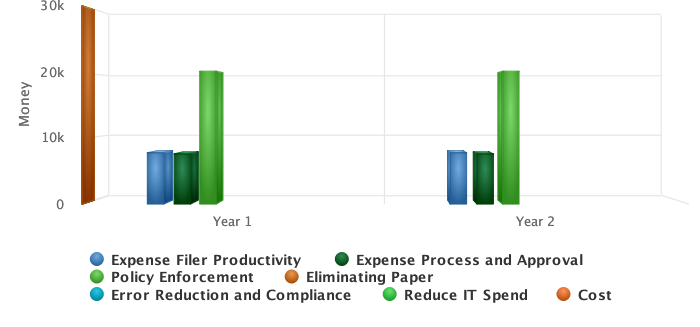 30k
20k
10k
0
Money
Year 1 Year 2
Expense Filer Productivity Expense Process and Approval
Policy Enforcement Eliminating Paper
Error Reduction and Compliance Reduce IT Spend Cost